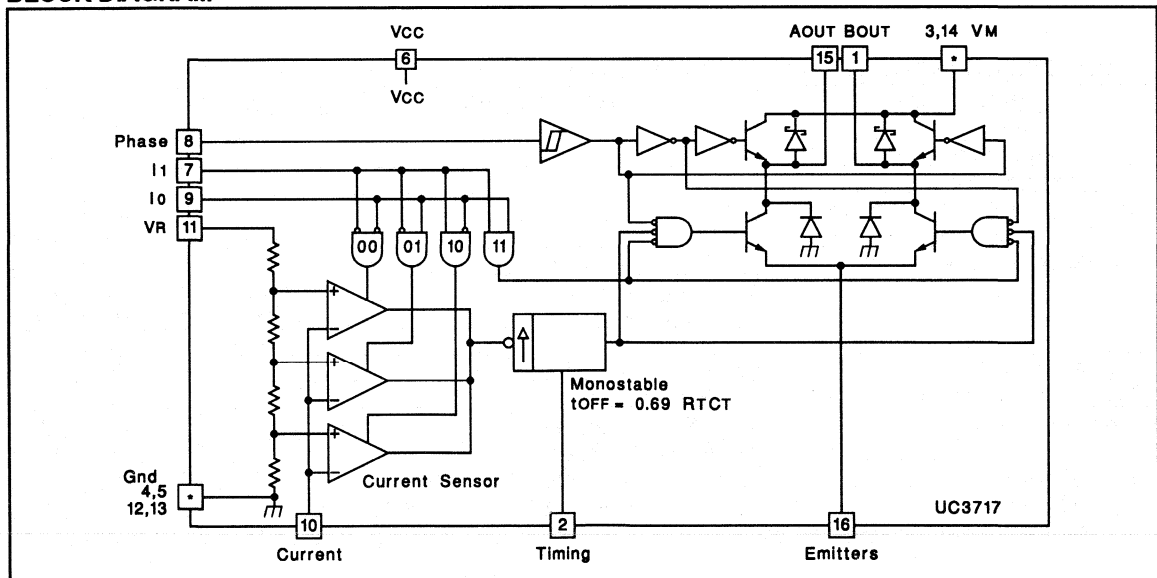 VCC
6
VCC
AOUT BOUT
15
1
3,14 VM
*
Phase
8
I1
7
I0
9
VR
11
00
01
10
11
Monostable
tOFF = 0.69 RTCT
Current Sensor
Gnd
4,5
12,13
*
10
Current
2
Timing
16
Emitters
UC3717